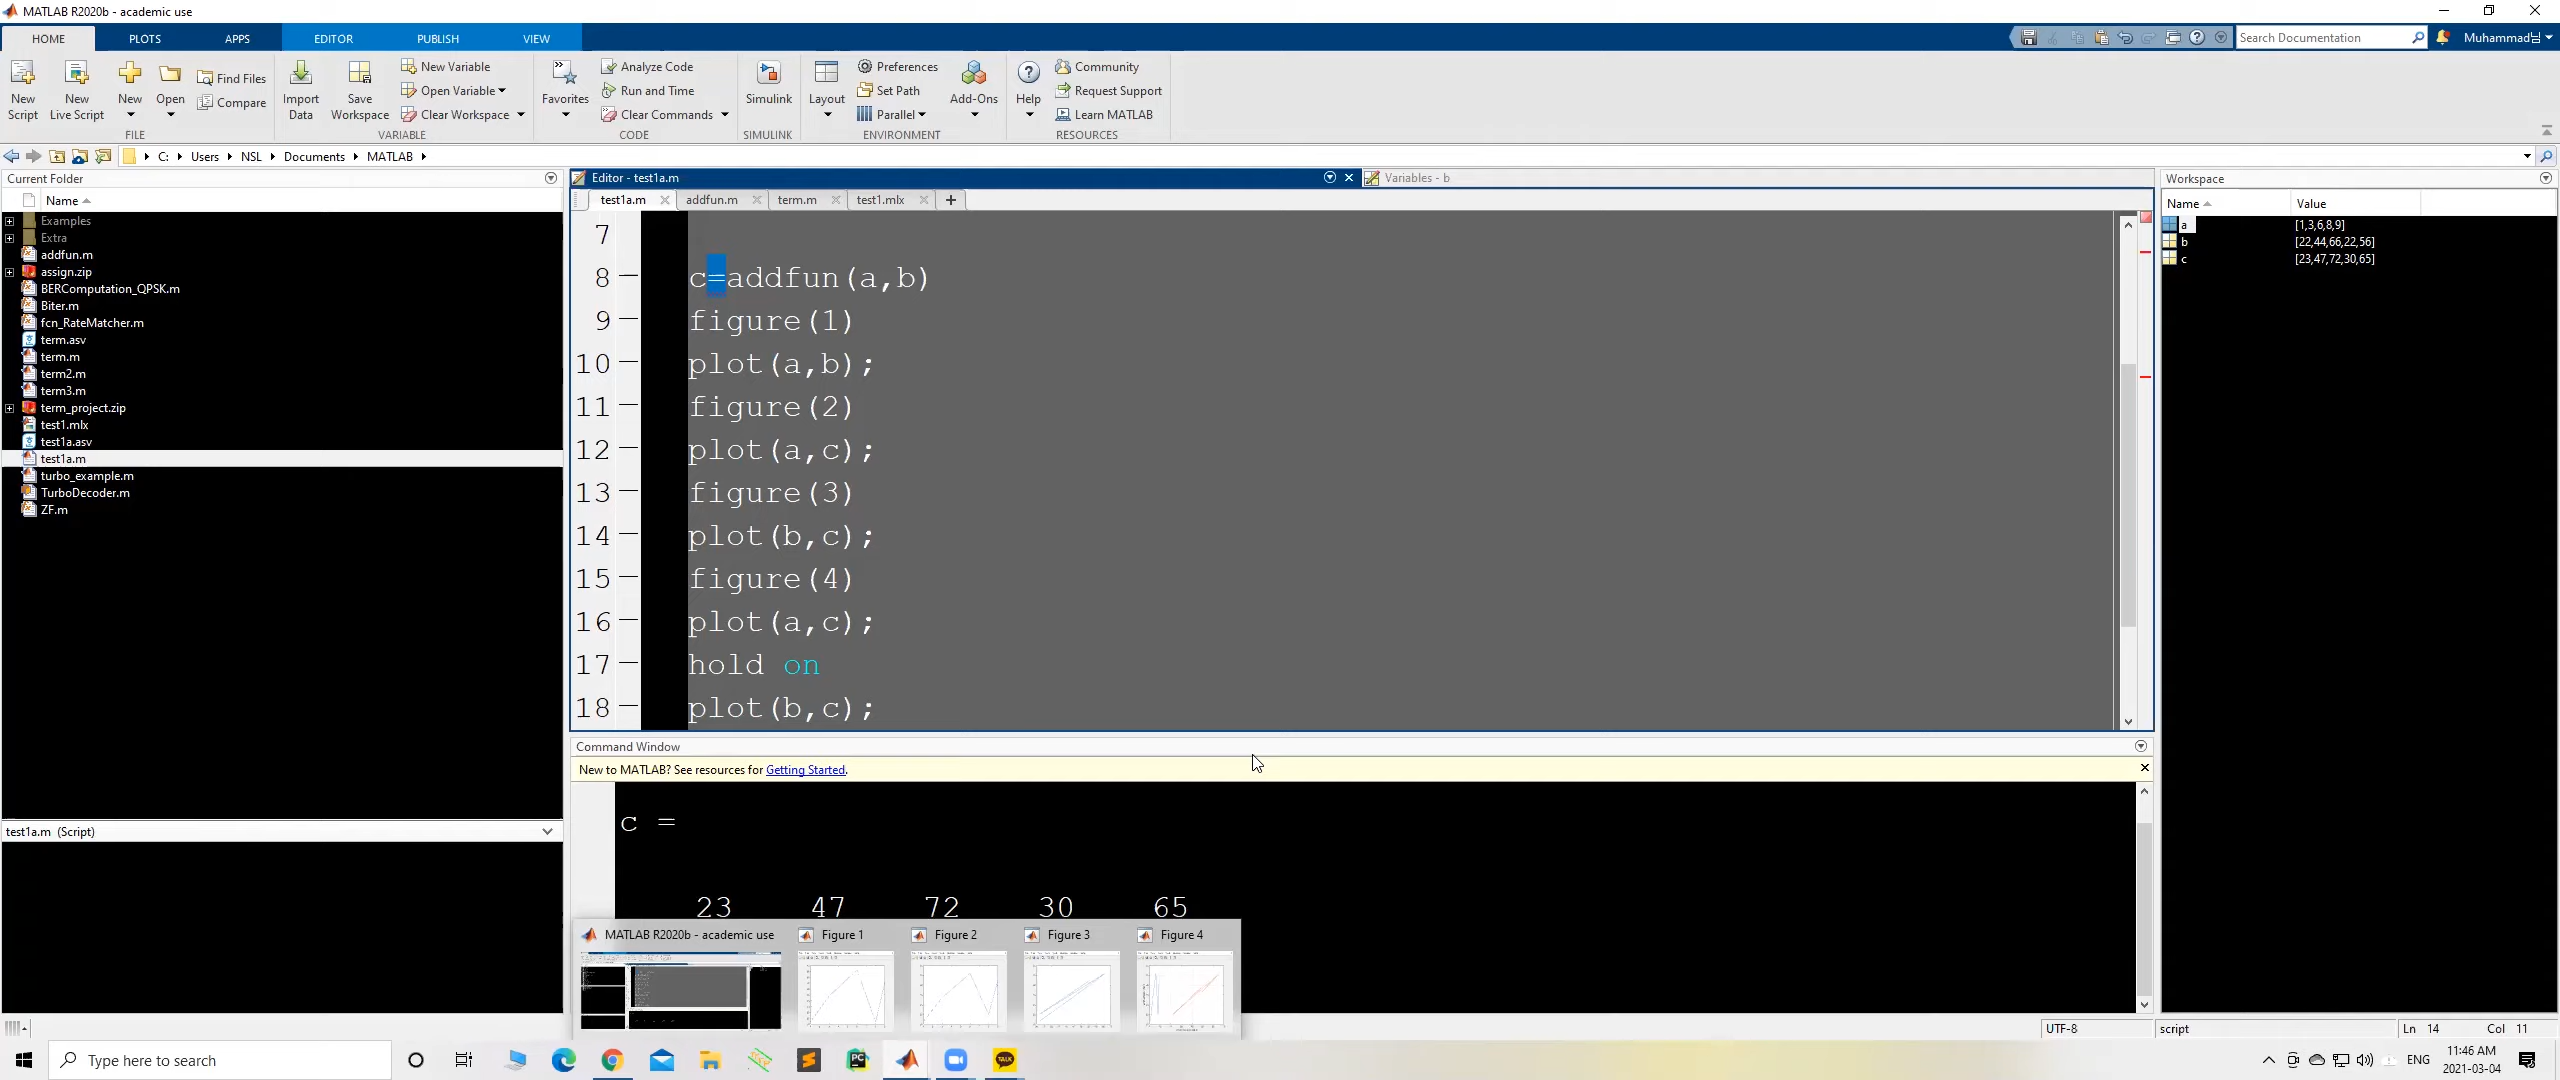 MATLAB R2020b - academic use
HOME PLOTS APPS EDITOR PUBLISH VIEW
Search Documentation
Muhammad
New Script
New Live Script
New
Open
Find Files
Compare
FILE
Import Data
Save Workspace
New Variable
Open Variable
Clear Workspace
VARIABLE
Favorites
Analyze Code
Run and Time
Clear Commands
CODE
Simulink
SIMULINK
Layout
Preferences
Set Path
Parallel
Add-Ons
ENVIRONMENT
Help
Community
Request Support
Learn MATLAB
RESOURCES
C: Users NSL Documents MATLAB
Current Folder
Name
Examples
Extra
addfun.m
assign.zip
BERComputation_QPSK.m
Biter.m
fcn_RateMatcher.m
term.asv
term.m
term2.m
term3.m
term_project.zip
test1.mlx
test1a.asv
test1a.m
turbo_example.m
TurboDecoder.m
ZF.m
test1a.m (Script)
Editor - test1a.m
Variables - b
test1a.m addfun.m term.m test1.mlx
7
8 c=addfun(a,b)
9 figure(1)
10 plot(a,b);
11 figure(2)
12 plot(a,c);
13 figure(3)
14 plot(b,c);
15 figure(4)
16 plot(a,c);
17 hold on
18 plot(b,c);
Command Window
New to MATLAB? See resources for Getting Started.
c =
23 47 72 30 65
MATLAB R2020b - academic use
Figure 1
Figure 2
Figure 3
Figure 4
Workspace
Name Value
a [1,3,6,8,9]
b [22,44,66,22,56]
c [23,47,72,30,65]
UTF-8 script Ln 14 Col 11
Type here to search
PC
TALK
ENG
11:46 AM
2021-03-04